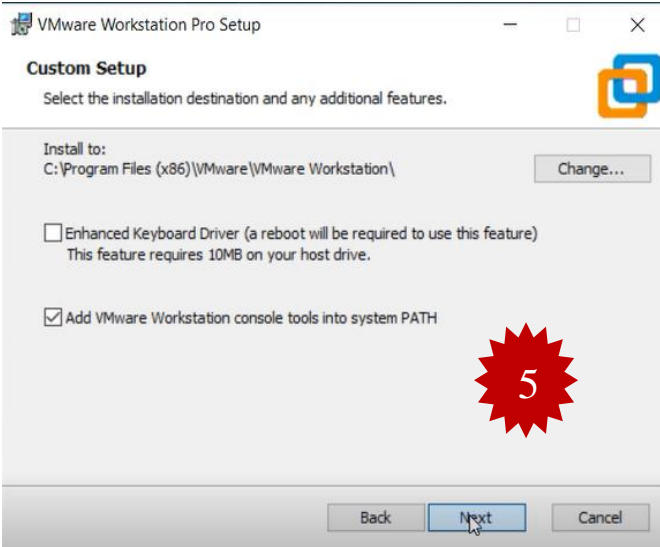 VMware Workstation Pro Setup
Custom Setup
Select the installation destination and any additional features.
Install to:
C:\Program Files (x86)\VMware\VMware Workstation\
Change...
Enhanced Keyboard Driver (a reboot will be required to use this feature)
This feature requires 10MB on your host drive.
Add VMware Workstation console tools into system PATH
5
Back Next Cancel